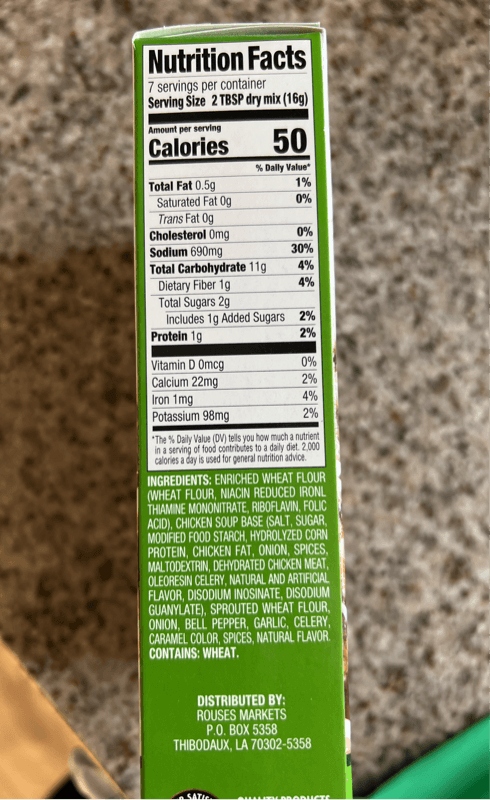 Nutrition Facts
7 servings per container
Serving Size 2 TBSP dry mix (16g)
Amount per serving
Calories 50
% Daily Value*
Total Fat 0.5g 1%
Saturated Fat 0g 0%
Trans Fat 0g
Cholesterol 0mg 0%
Sodium 690mg 30%
Total Carbohydrate 11g 4%
Dietary Fiber 1g 4%
Total Sugars 2g
Includes 1g Added Sugars 2%
Protein 1g 2%
Vitamin D 0mcg 0%
Calcium 22mg 2%
Iron 1mg 4%
Potassium 98mg 2%
*The % Daily Value (DV) tells you how much a nutrient
in a serving of food contributes to a daily diet. 2,000
calories a day is used for general nutrition advice.
INGREDIENTS: ENRICHED WHEAT FLOUR
(WHEAT FLOUR, NIACIN REDUCED IRONL
THIAMINE MONONITRATE, RIBOFLAVIN, FOLIC
ACID), CHICKEN SOUP BASE (SALT, SUGAR,
MODIFIED FOOD STARCH, HYDROLYZED CORN
PROTEIN, CHICKEN FAT, ONION, SPICES,
MALTODEXTRIN, DEHYDRATED CHICKEN MEAT,
OLEORESIN CELERY, NATURAL AND ARTIFICIAL
FLAVOR, DISODIUM INOSINATE, DISODIUM
GUANYLATE), SPROUTED WHEAT FLOUR,
ONION, BELL PEPPER, GARLIC, CELERY,
CARAMEL COLOR, SPICES, NATURAL FLAVOR.
CONTAINS: WHEAT.
DISTRIBUTED BY:
ROUSES MARKETS
P.O. BOX 5358
THIBODAUX, LA 70302-5358
QUALITY PRODUCTS